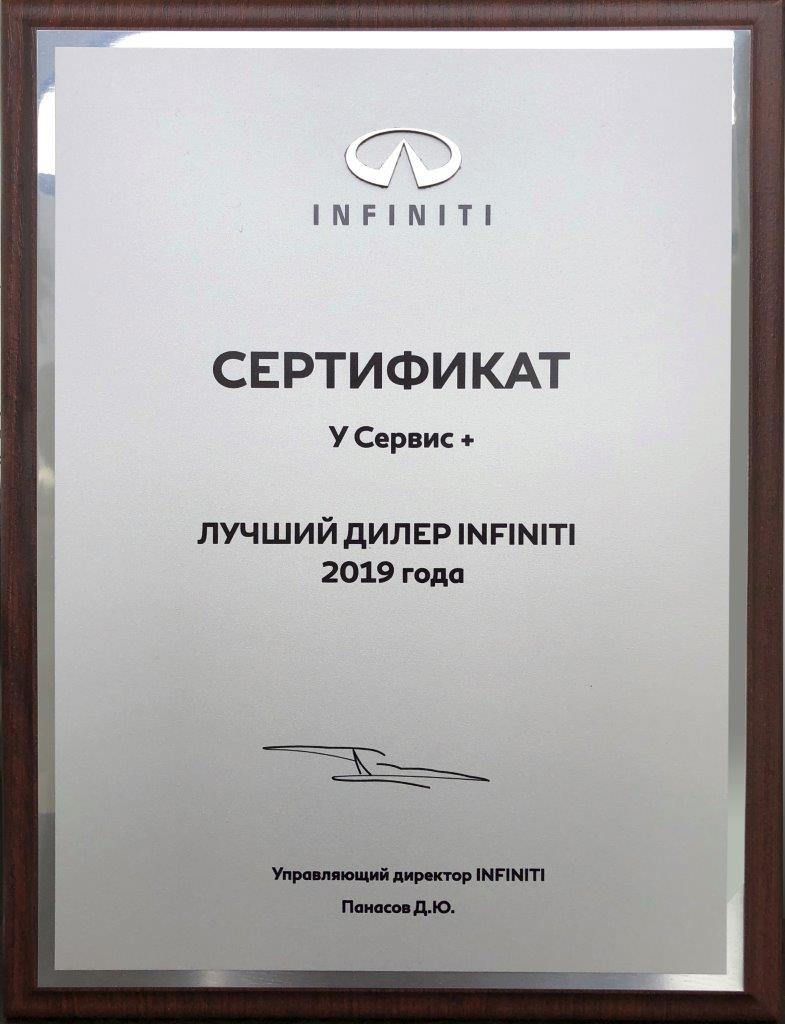 INFINITI
СЕРТИФИКАТ
У Сервис +
ЛУЧШИЙ ДИЛЕР INFINITI
2019 года
Управляющий директор INFINITI
Панасов Д.Ю.